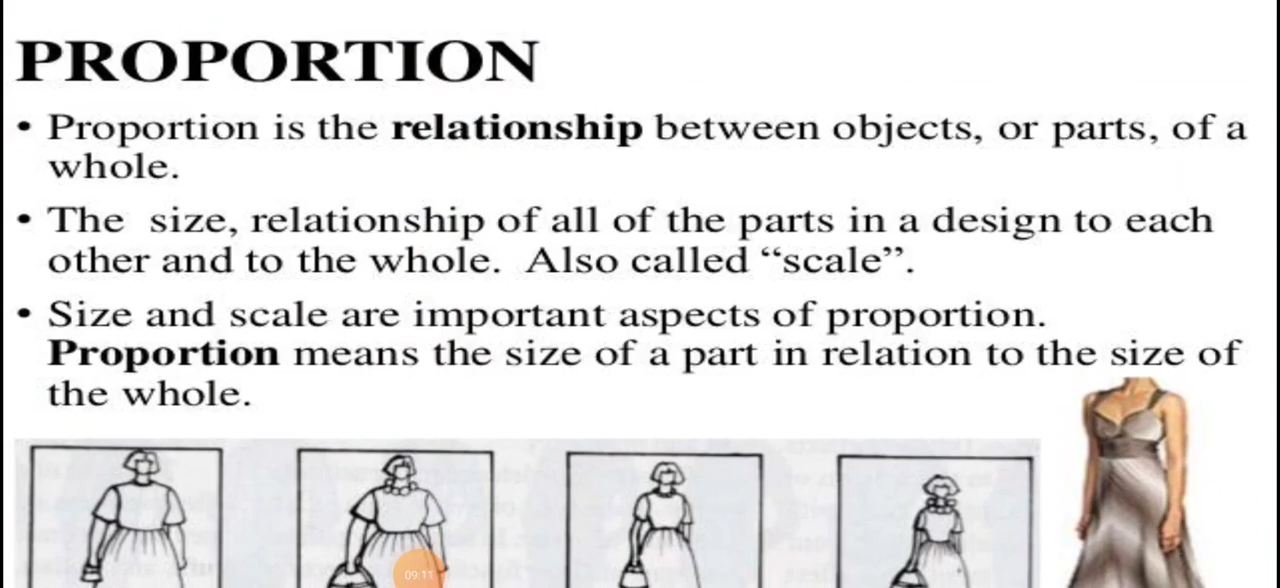 PROPORTION
• Proportion is the relationship between objects, or parts, of a
whole.
• The size, relationship of all of the parts in a design to each
other and to the whole. Also called “scale”.
• Size and scale are important aspects of proportion.
Proportion means the size of a part in relation to the size of
the whole.
09:11